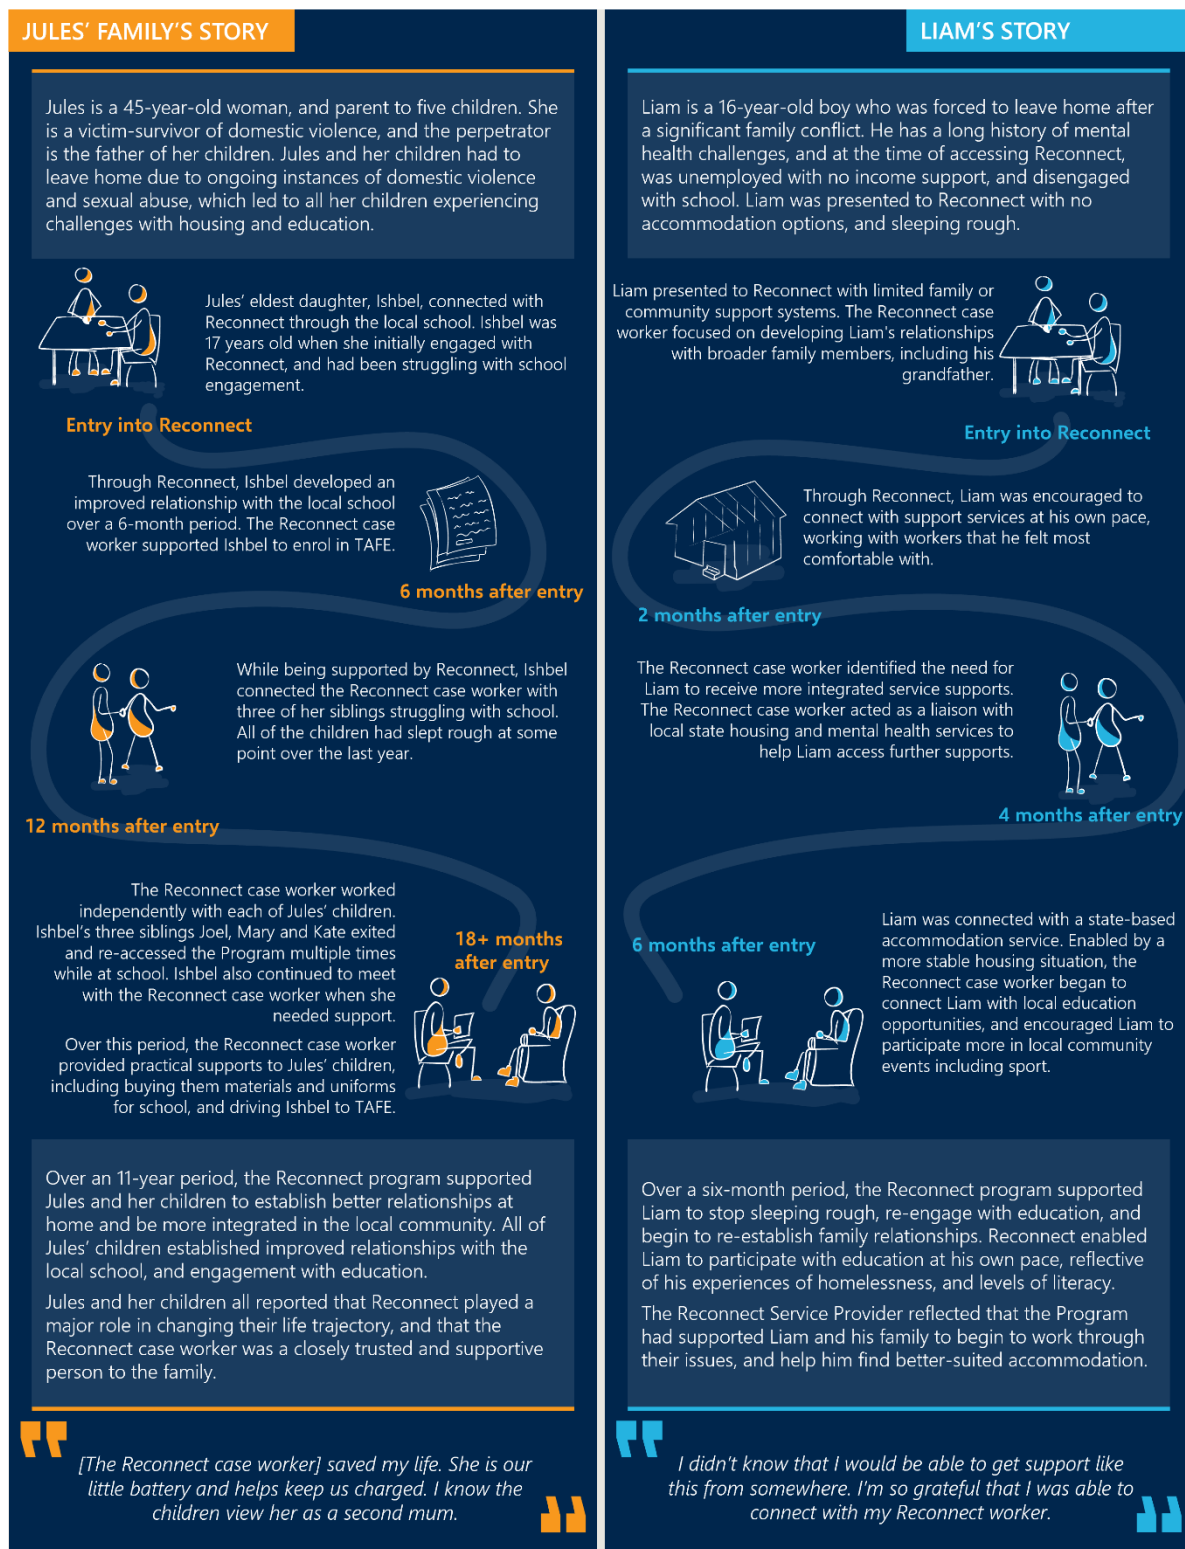 JULES’ FAMILY’S STORY
Jules is a 45-year-old woman, and parent to five children. She
is a victim-survivor of domestic violence, and the perpetrator
is the father of her children. Jules and her children had to
leave home due to ongoing instances of domestic violence
and sexual abuse, which led to all her children experiencing
challenges with housing and education.
Jules’ eldest daughter, Ishbel, connected with
Reconnect through the local school. Ishbel was
17 years old when she initially engaged with
Reconnect, and had been struggling with school
engagement.
Entry into Reconnect
Through Reconnect, Ishbel developed an
improved relationship with the local school
over a 6-month period. The Reconnect case
worker supported Ishbel to enrol in TAFE.
6 months after entry
While being supported by Reconnect, Ishbel
connected the Reconnect case worker with
three of her siblings struggling with school.
All of the children had slept rough at some
point over the last year.
12 months after entry
The Reconnect case worker worked
independently with each of Jules’ children.
Ishbel’s three siblings Joel, Mary and Kate exited
and re-accessed the Program multiple times
while at school. Ishbel also continued to meet
with the Reconnect case worker when she
needed support.
Over this period, the Reconnect case worker
provided practical supports to Jules’ children,
including buying them materials and uniforms
for school, and driving Ishbel to TAFE.
18+ months
after entry
Over an 11-year period, the Reconnect program supported
Jules and her children to establish better relationships at
home and be more integrated in the local community. All of
Jules’ children established improved relationships with the
local school, and engagement with education.
Jules and her children all reported that Reconnect played a
major role in changing their life trajectory, and that the
Reconnect case worker was a closely trusted and supportive
person to the family.
[The Reconnect case worker] saved my life. She is our
little battery and helps keep us charged. I know the
children view her as a second mum.
LIAM’S STORY
Liam is a 16-year-old boy who was forced to leave home after
a significant family conflict. He has a long history of mental
health challenges, and at the time of accessing Reconnect,
was unemployed with no income support, and disengaged
with school. Liam was presented to Reconnect with no
accommodation options, and sleeping rough.
Liam presented to Reconnect with limited family or
community support systems. The Reconnect case
worker focused on developing Liam's relationships
with broader family members, including his
grandfather.
Entry into Reconnect
Through Reconnect, Liam was encouraged to
connect with support services at his own pace,
working with workers that he felt most
comfortable with.
2 months after entry
The Reconnect case worker identified the need for
Liam to receive more integrated service supports.
The Reconnect case worker acted as a liaison with
local state housing and mental health services to
help Liam access further supports.
4 months after entry
6 months after entry
Liam was connected with a state-based
accommodation service. Enabled by a
more stable housing situation, the
Reconnect case worker began to
connect Liam with local education
opportunities, and encouraged Liam to
participate more in local community
events including sport.
Over a six-month period, the Reconnect program supported
Liam to stop sleeping rough, re-engage with education, and
begin to re-establish family relationships. Reconnect enabled
Liam to participate with education at his own pace, reflective
of his experiences of homelessness, and levels of literacy.
The Reconnect Service Provider reflected that the Program
had supported Liam and his family to begin to work through
their issues, and help him find better-suited accommodation.
I didn't know that I would be able to get support like
this from somewhere. I'm so grateful that I was able to
connect with my Reconnect worker.